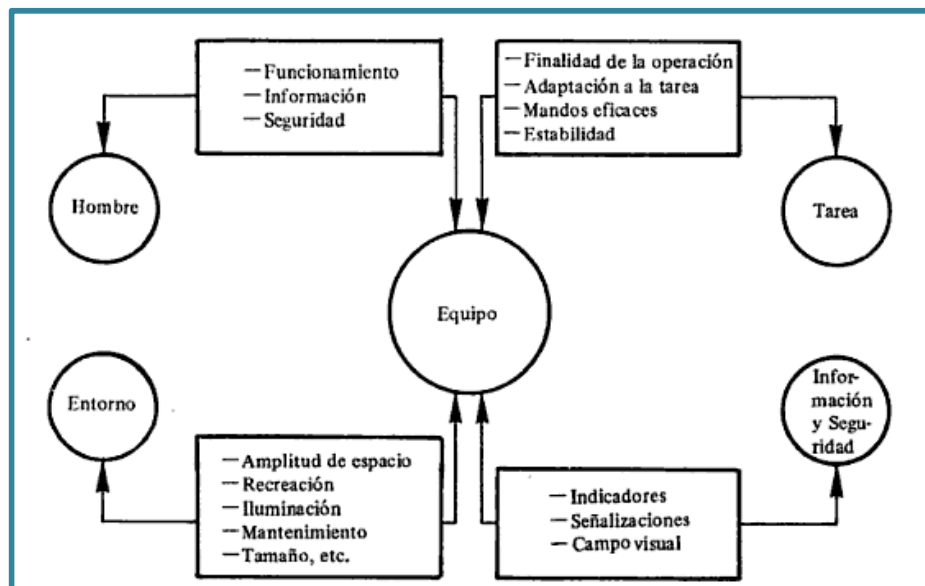 — Funcionamiento
— Información
— Seguridad
— Finalidad de la operación
— Adaptación a la tarea
— Mandos eficaces
— Estabilidad
Hombre
Tarea
Equipo
Entorno
Infor-
mación
y Segu-
ridad
— Amplitud de espacio
— Recreación
— Iluminación
— Mantenimiento
— Tamaño, etc.
— Indicadores
— Señalizaciones
— Campo visual